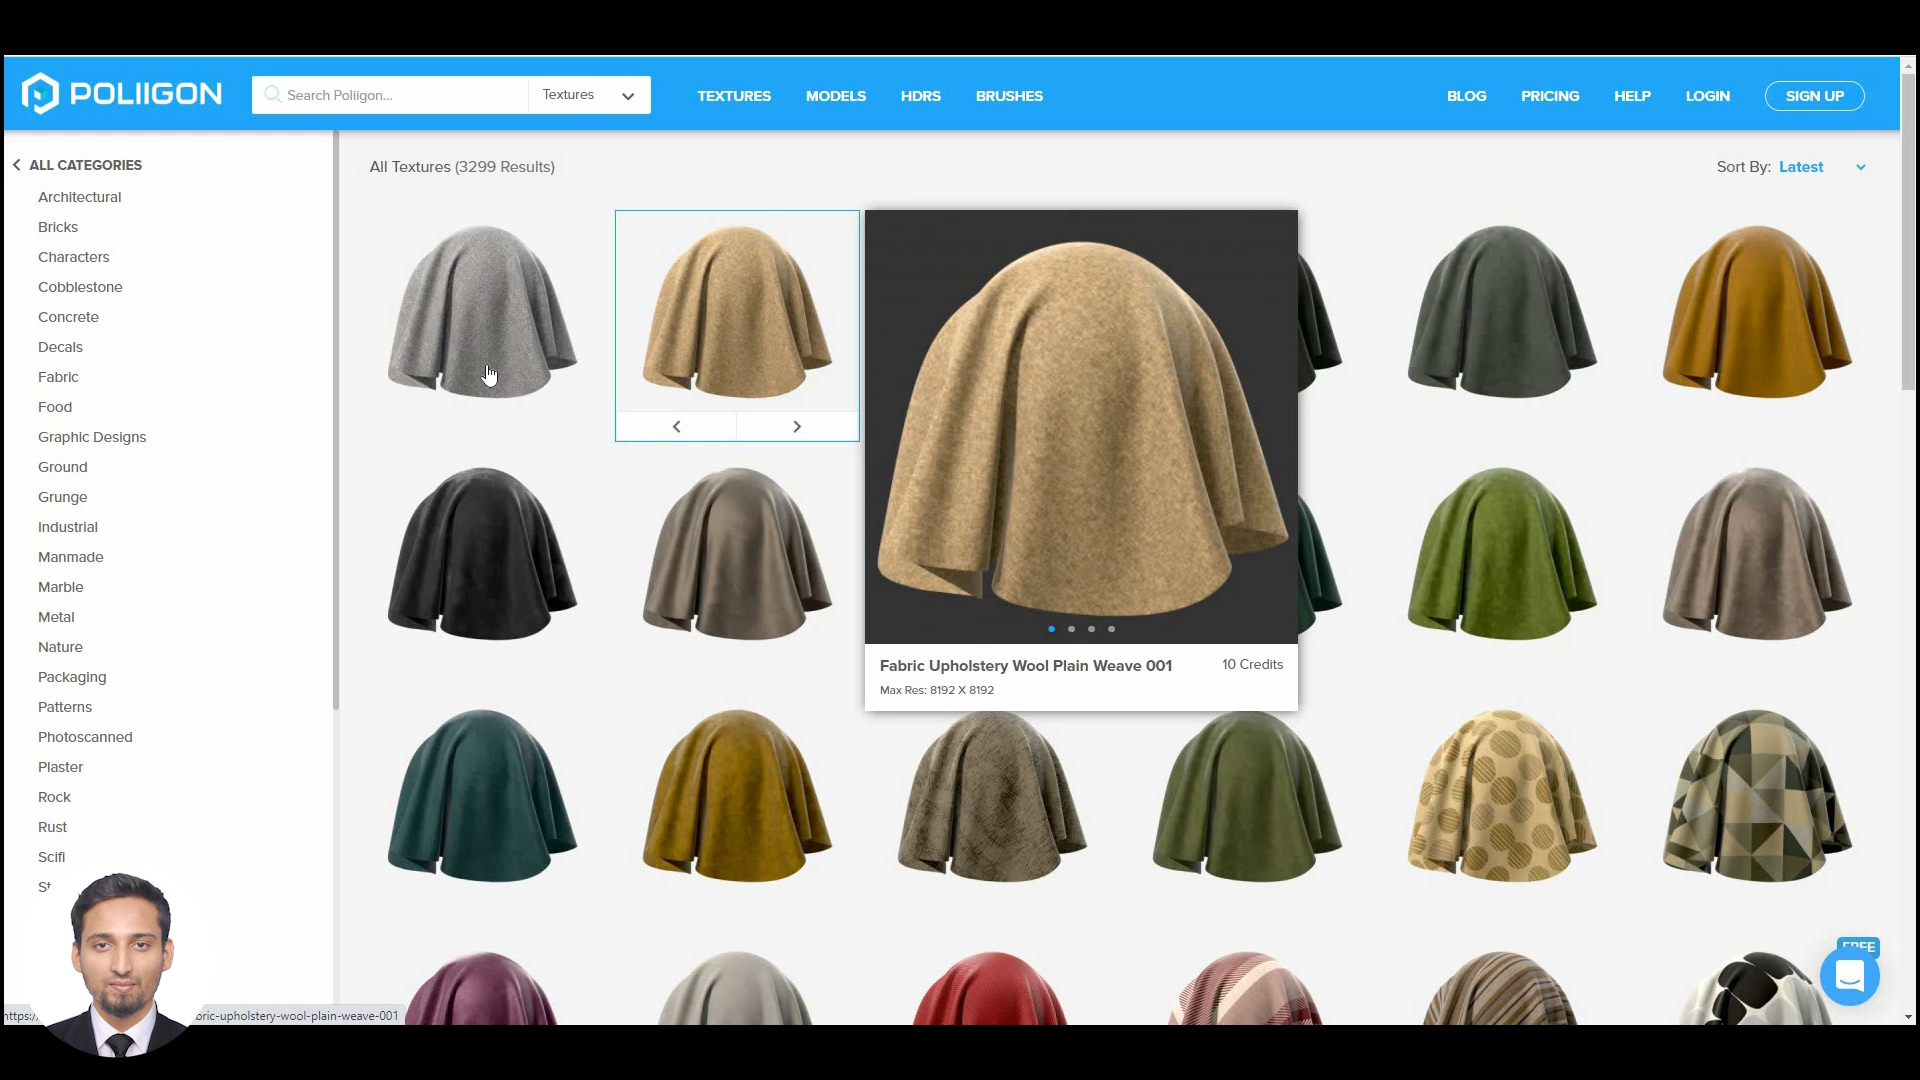 POLIIGON
Search Poliigon...
Textures
TEXTURES
MODELS
HDRS
BRUSHES
BLOG
PRICING
HELP
LOGIN
SIGN UP
ALL CATEGORIES
Architectural
Bricks
Characters
Cobblestone
Concrete
Decals
Fabric
Food
Graphic Designs
Ground
Grunge
Industrial
Manmade
Marble
Metal
Nature
Packaging
Patterns
Photoscanned
Plaster
Rock
Rust
Scifi
All Textures (3299 Results)
Sort By: Latest
Fabric Upholstery Wool Plain Weave 001
10 Credits
Max Res: 8192 X 8192
FREE
bric-upholstery-wool-plain-weave-001